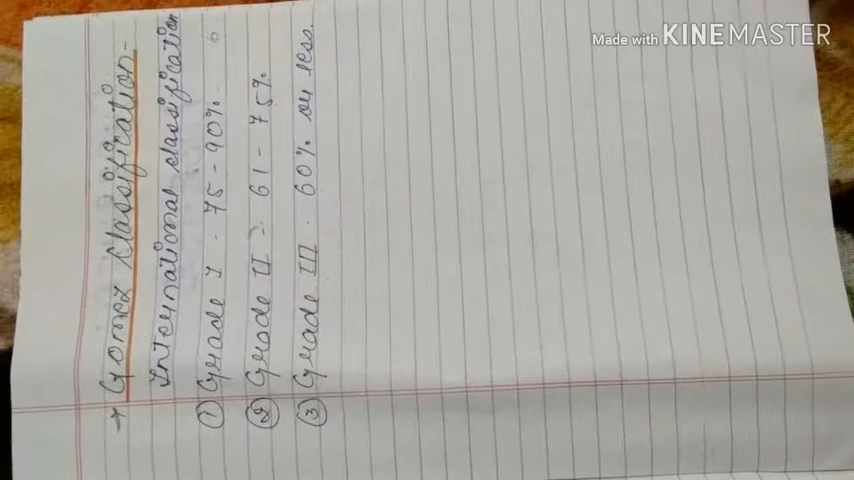 → Gomez classification-
International classification
① Grade I - 75-90%.
② Grade II - 61 - 75%
③ Grade III - 60% or less.
Made with KINEMASTER